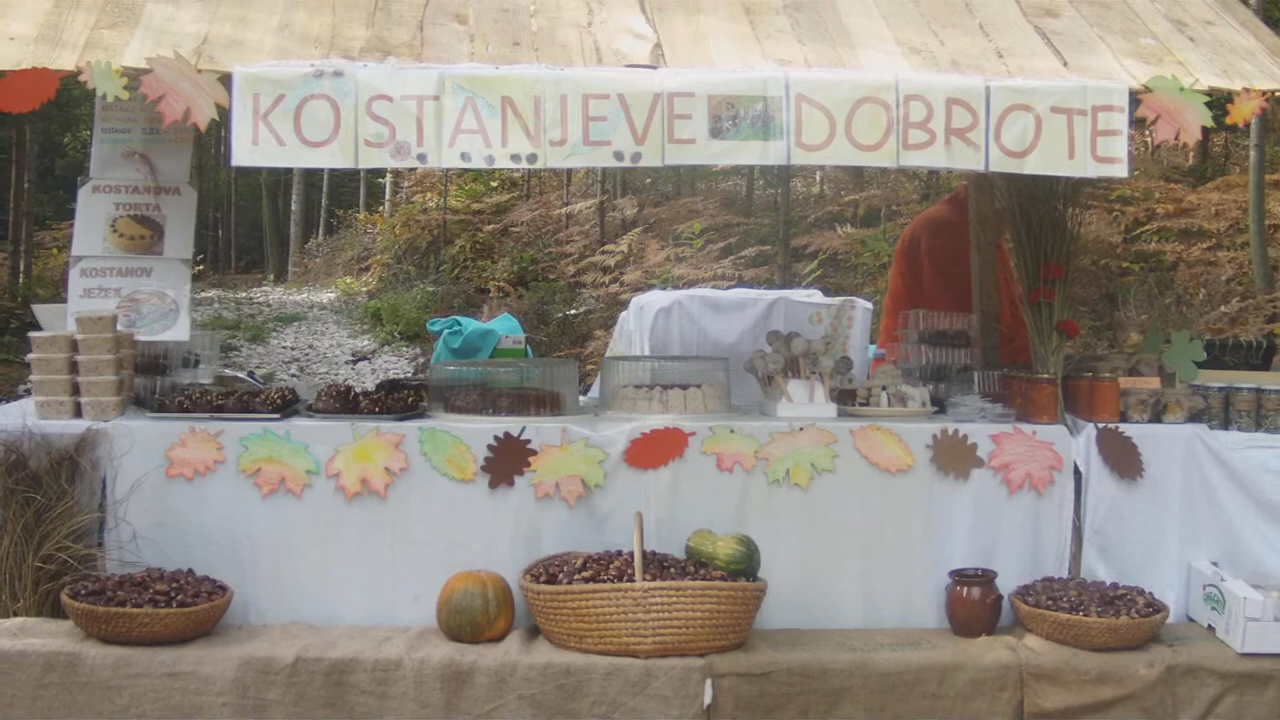 KOSTANJEVE DOBROTE
KOSTANOVA
TORTA
KOSTANOV
JEŽEK